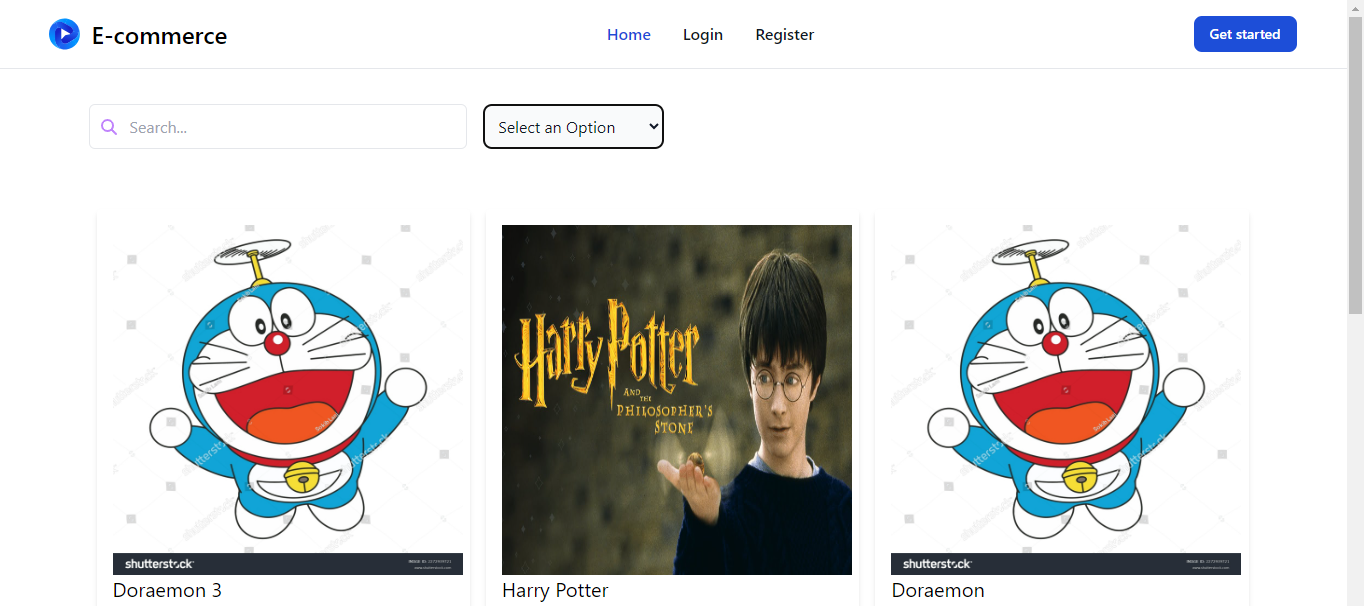 E-commerce
Home
Login
Register
Get started
Search...
Select an Option
Harry Potter
AND THE
PHILOSOPHER'S
STONE
shutterstock
shutterstock
Doraemon 3
Harry Potter
Doraemon